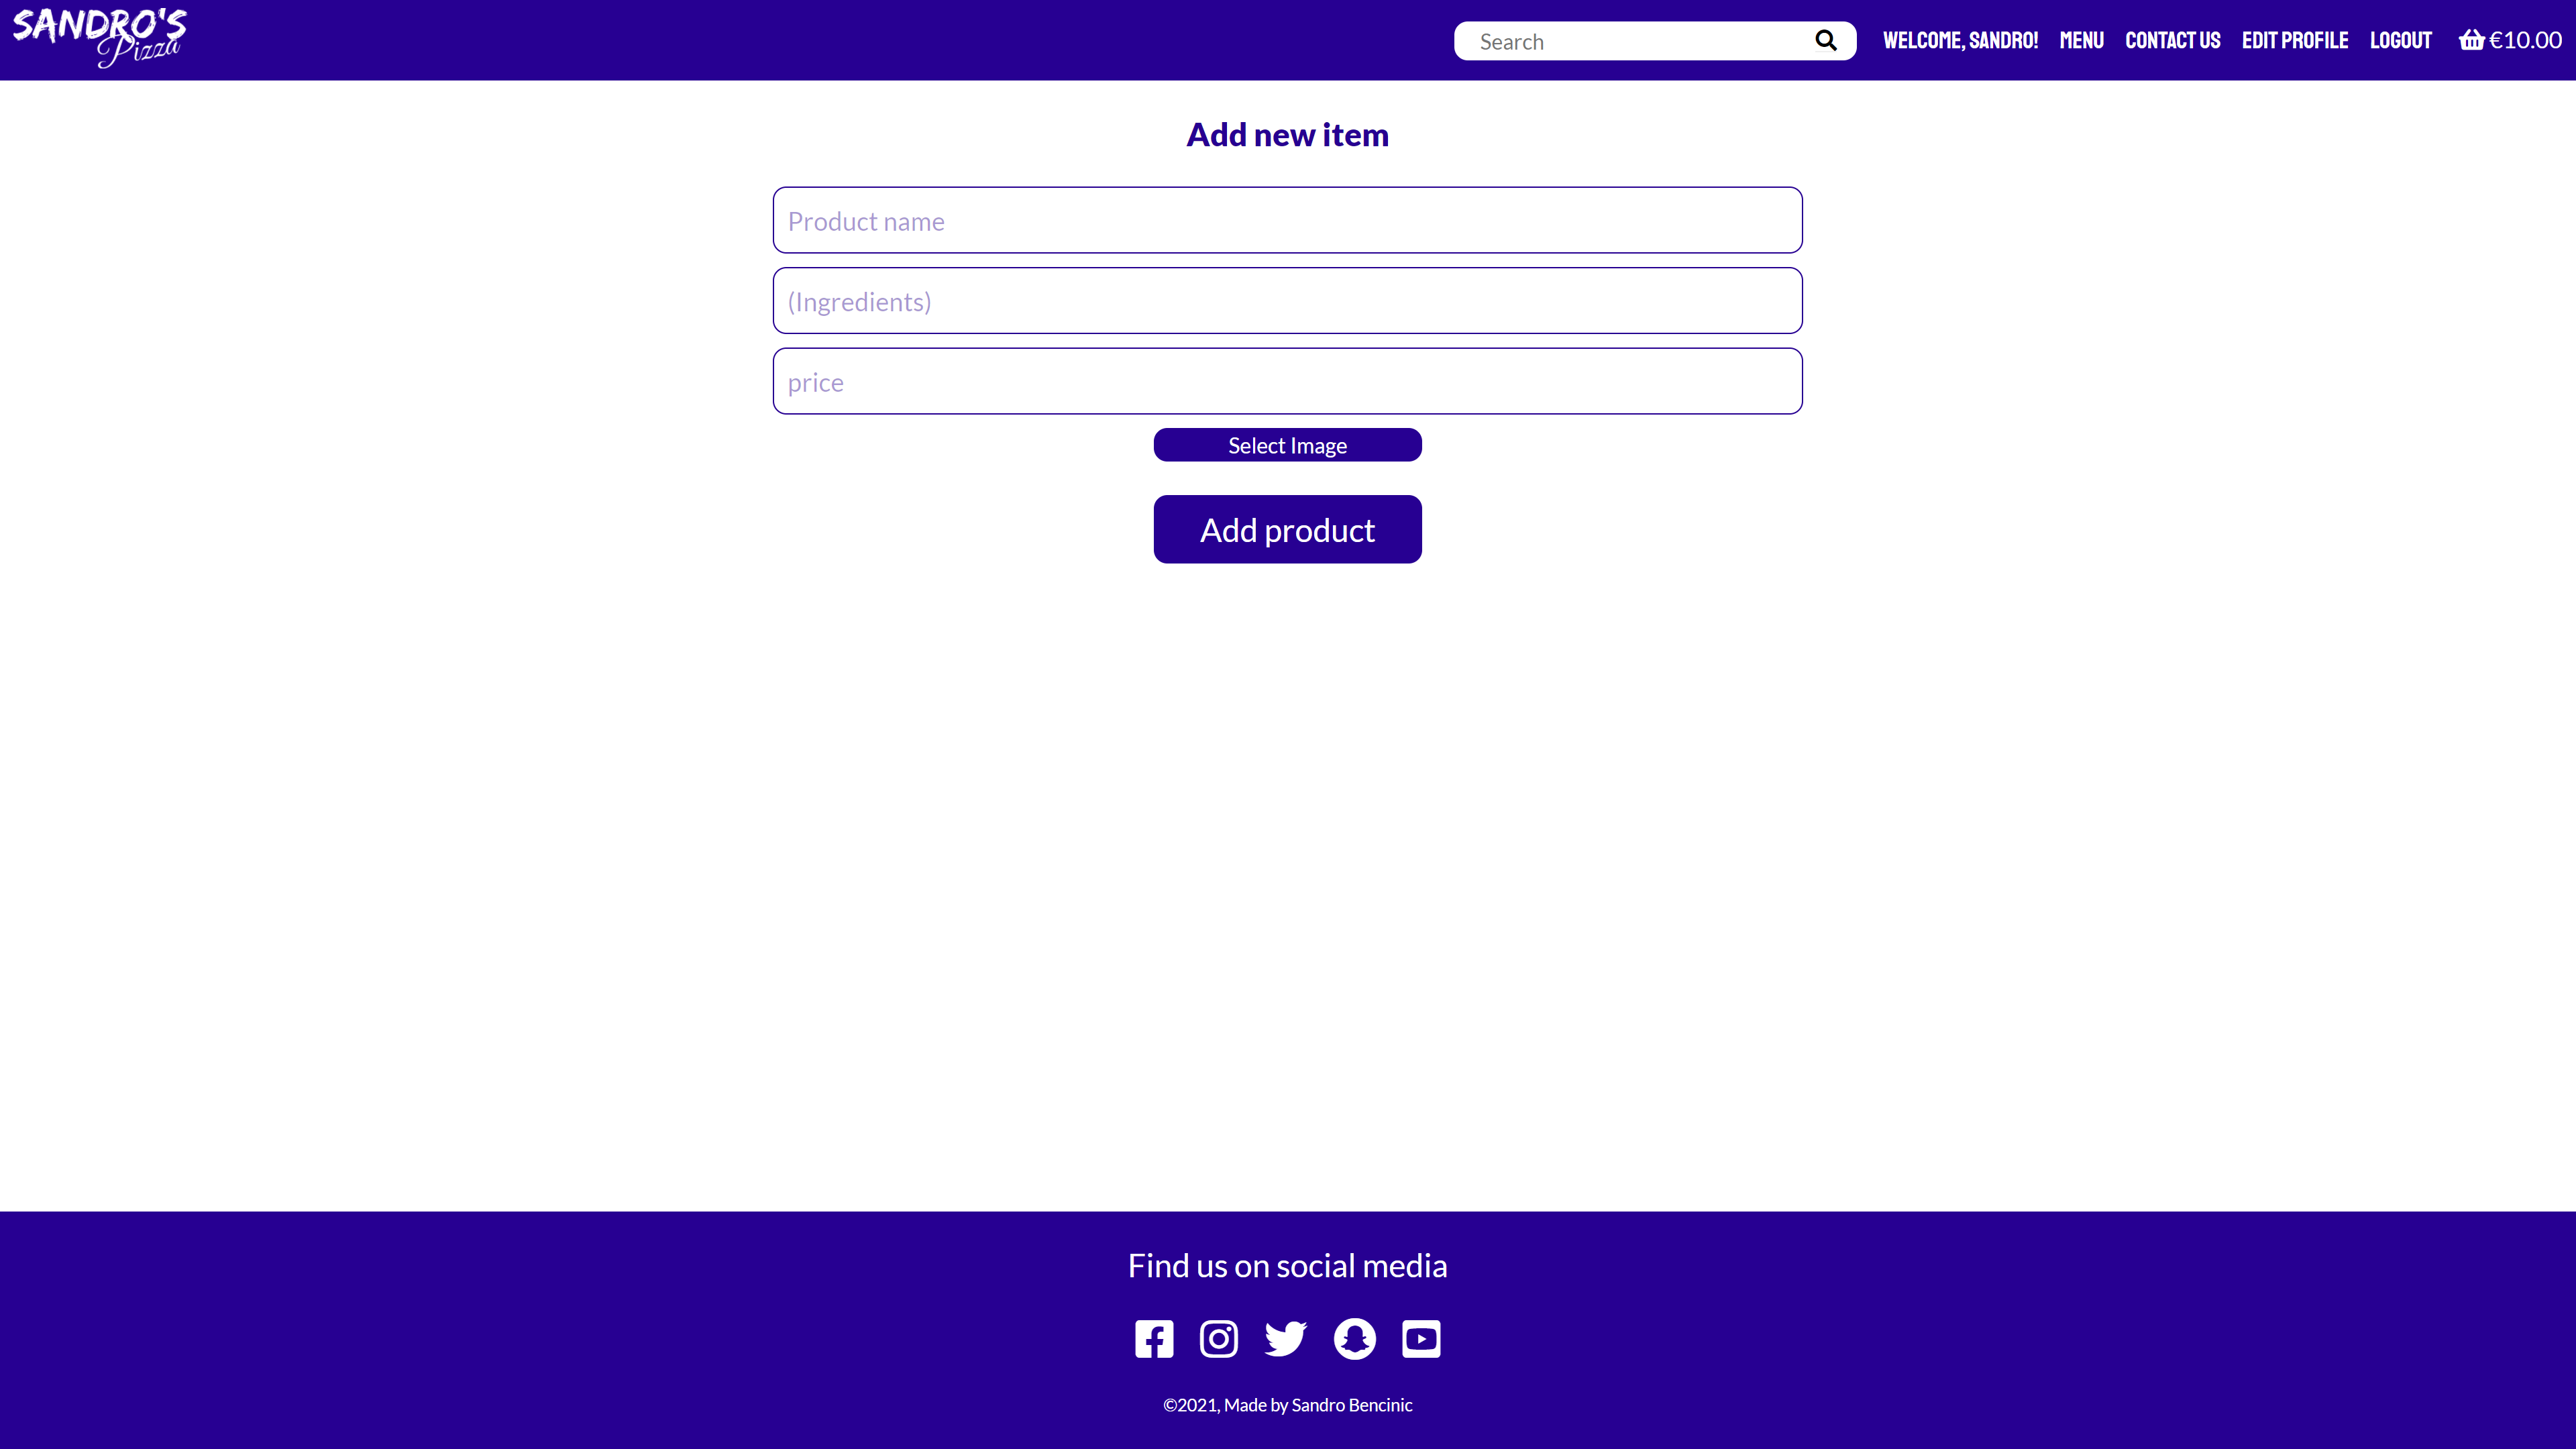 SANDRO'S
Pizza
Search
WELCOME, SANDRO!
MENU
CONTACT US
EDIT PROFILE
LOGOUT
€10.00
Add new item
Product name
(Ingredients)
price
Select Image
Add product
Find us on social media
©2021, Made by Sandro Bencinic